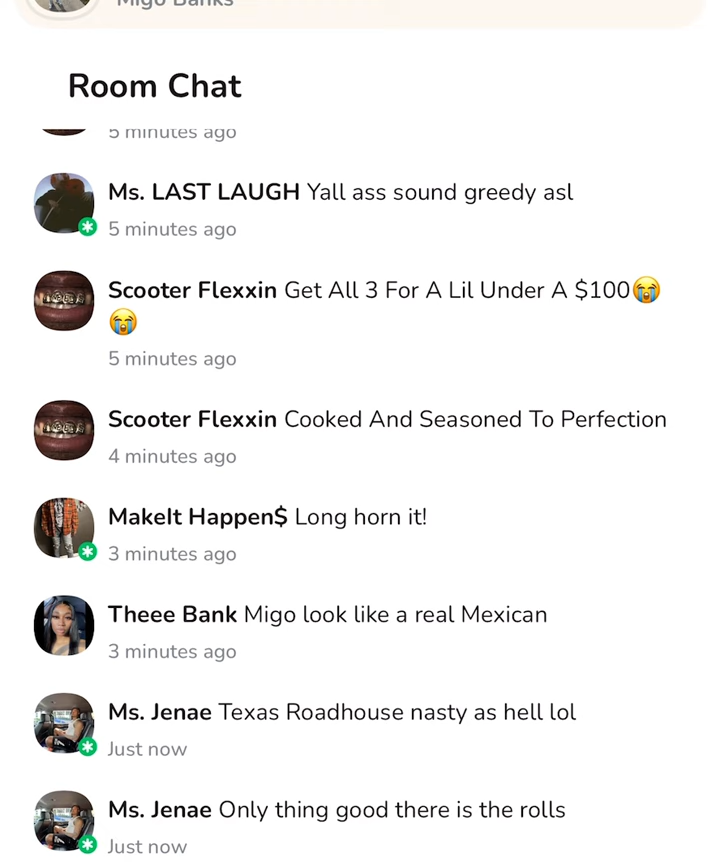 Migo Banks
Room Chat
5 minutes ago
Ms. LAST LAUGH Yall ass sound greedy asl
5 minutes ago
Scooter Flexxin Get All 3 For A Lil Under A $100😭
😭
5 minutes ago
Scooter Flexxin Cooked And Seasoned To Perfection
4 minutes ago
MakeIt Happen$ Long horn it!
3 minutes ago
Theee Bank Migo look like a real Mexican
3 minutes ago
Ms. Jenae Texas Roadhouse nasty as hell lol
Just now
Ms. Jenae Only thing good there is the rolls
Just now